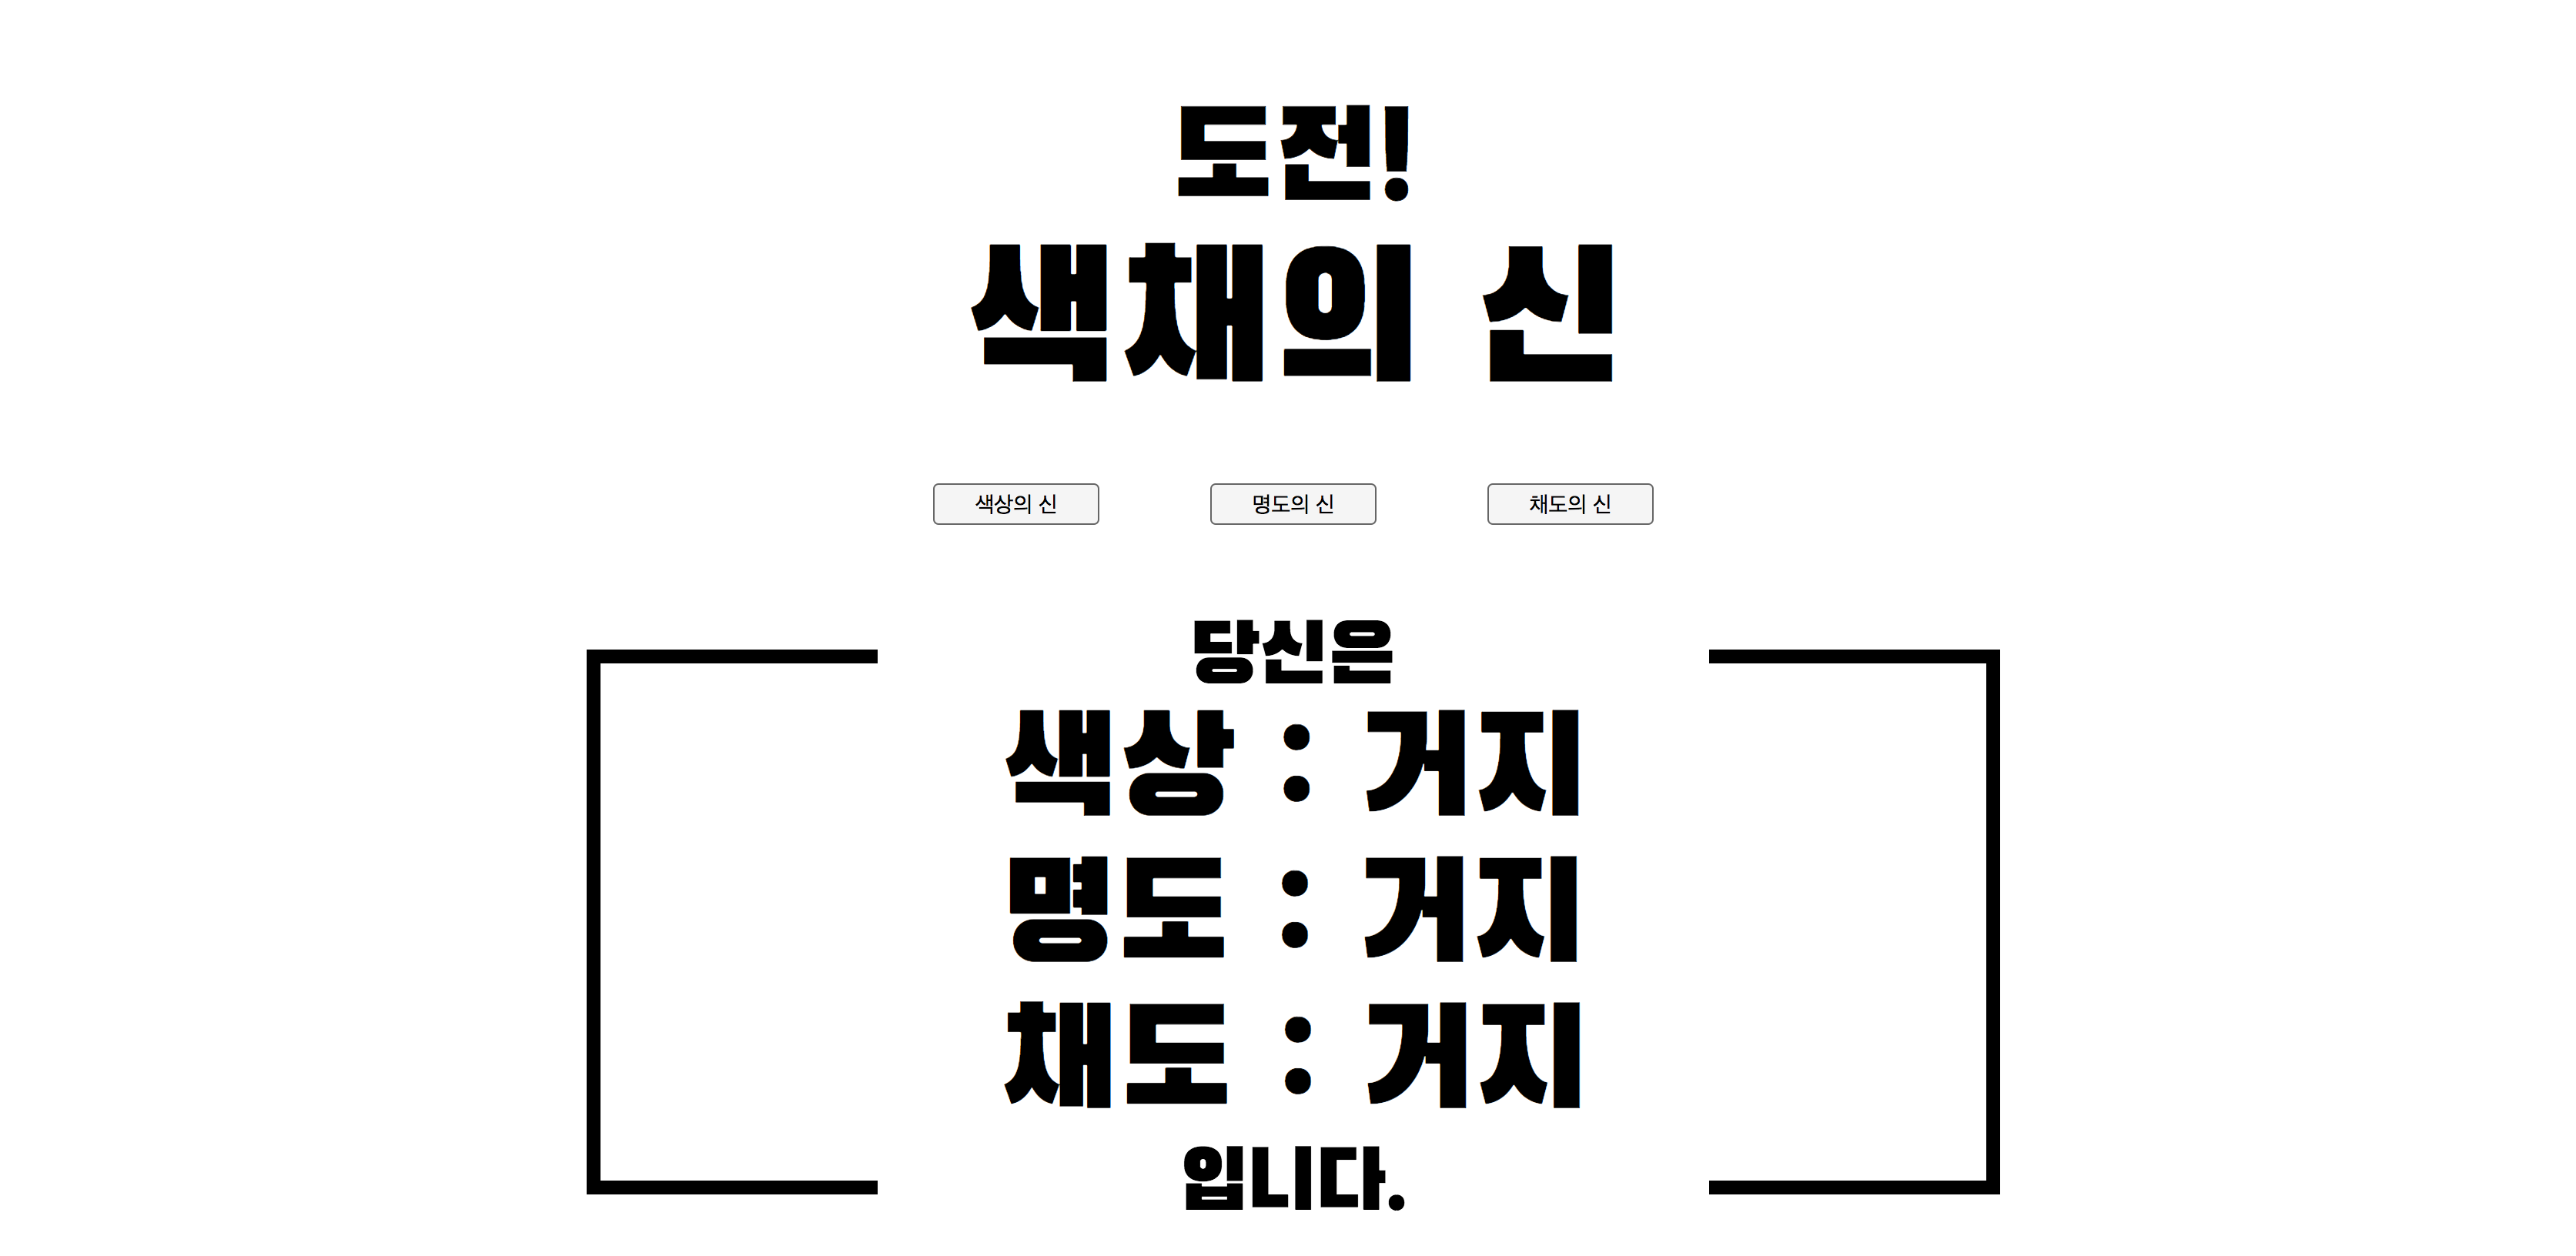 도전!
색채의 신
색상의 신 명도의 신 채도의 신
당신은
색상 : 거지
명도 : 거지
채도 : 거지
입니다.